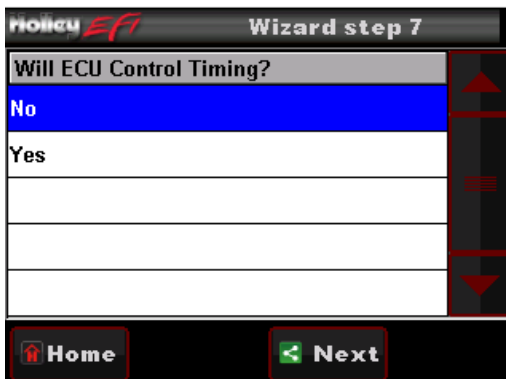 Holley EFI Wizard step 7
Will ECU Control Timing?
No
Yes
Home Next